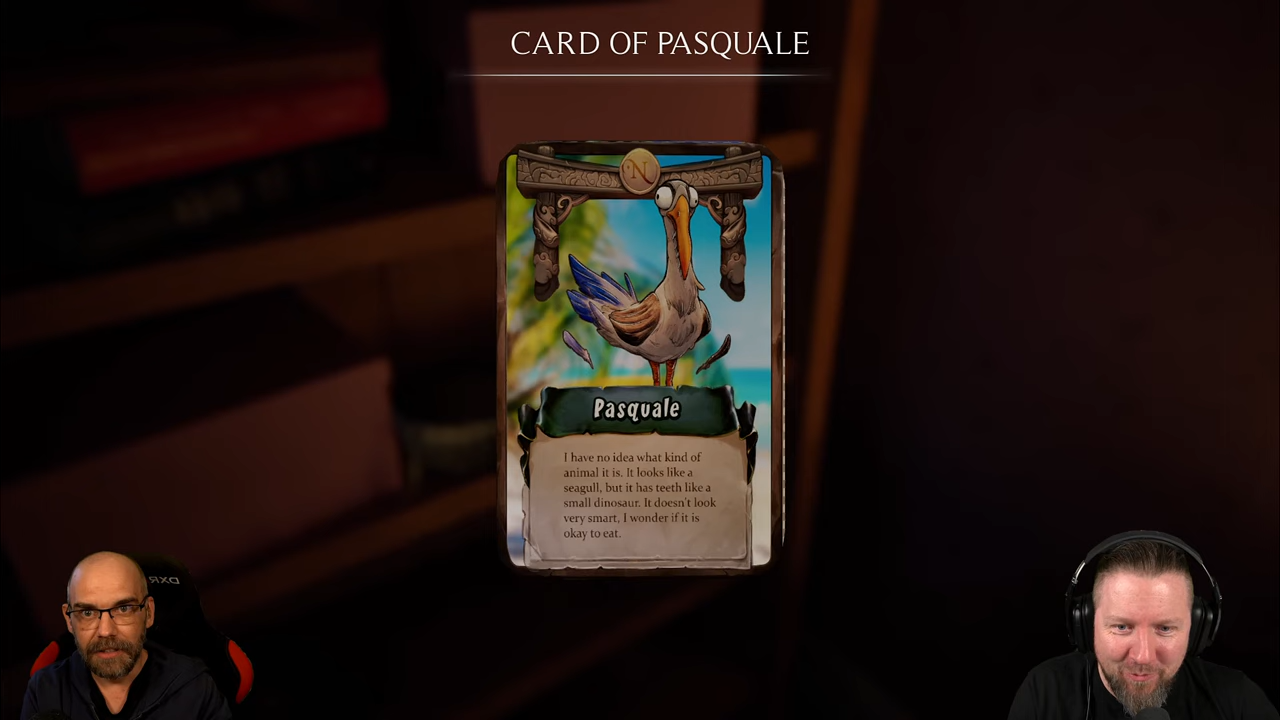 CARD OF PASQUALE
N
Pasquale
I have no idea what kind of
animal it is. It looks like a
seagull, but it has teeth like a
small dinosaur. It doesn't look
very smart, I wonder if it is
okay to eat.
DXR